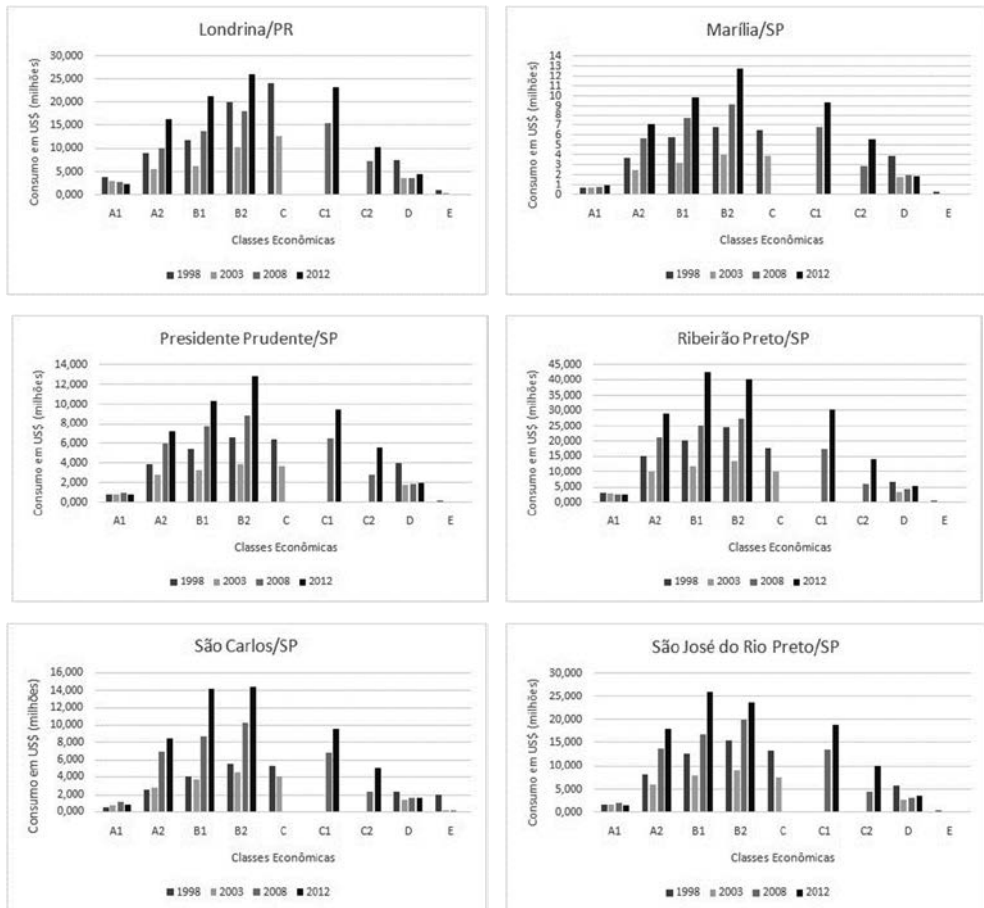 Londrina/PR
Consumo em US$ (milhões)
30,000
25,000
20,000
15,000
10,000
5,000
0,000
A1 A2 B1 B2 C C1 C2 D E
Classes Econômicas
1998 2003 2008 2012
Marília/SP
Consumo em US$ (milhões)
14
13
12
11
10
9
8
7
6
5
4
3
2
1
0
A1 A2 B1 B2 C C1 C2 D E
Classes Econômicas
1998 2003 2008 2012
Presidente Prudente/SP
Consumo em US$ (milhões)
14,000
12,000
10,000
8,000
6,000
4,000
2,000
0,000
A1 A2 B1 B2 C C1 C2 D E
Classes Econômicas
1998 2003 2008 2012
Ribeirão Preto/SP
Consumo em US$ (milhões)
45,000
40,000
35,000
30,000
25,000
20,000
15,000
10,000
5,000
0,000
A1 A2 B1 B2 C C1 C2 D E
Classes Econômicas
1998 2003 2008 2012
São Carlos/SP
Consumo em US$ (milhões)
16,000
14,000
12,000
10,000
8,000
6,000
4,000
2,000
0,000
A1 A2 B1 B2 C C1 C2 D E
Classes Econômicas
1998 2003 2008 2012
São José do Rio Preto/SP
Consumo em US$ (milhões)
30,000
25,000
20,000
15,000
10,000
5,000
0,000
A1 A2 B1 B2 C C1 C2 D E
Classes Econômicas
1998 2003 2008 2012